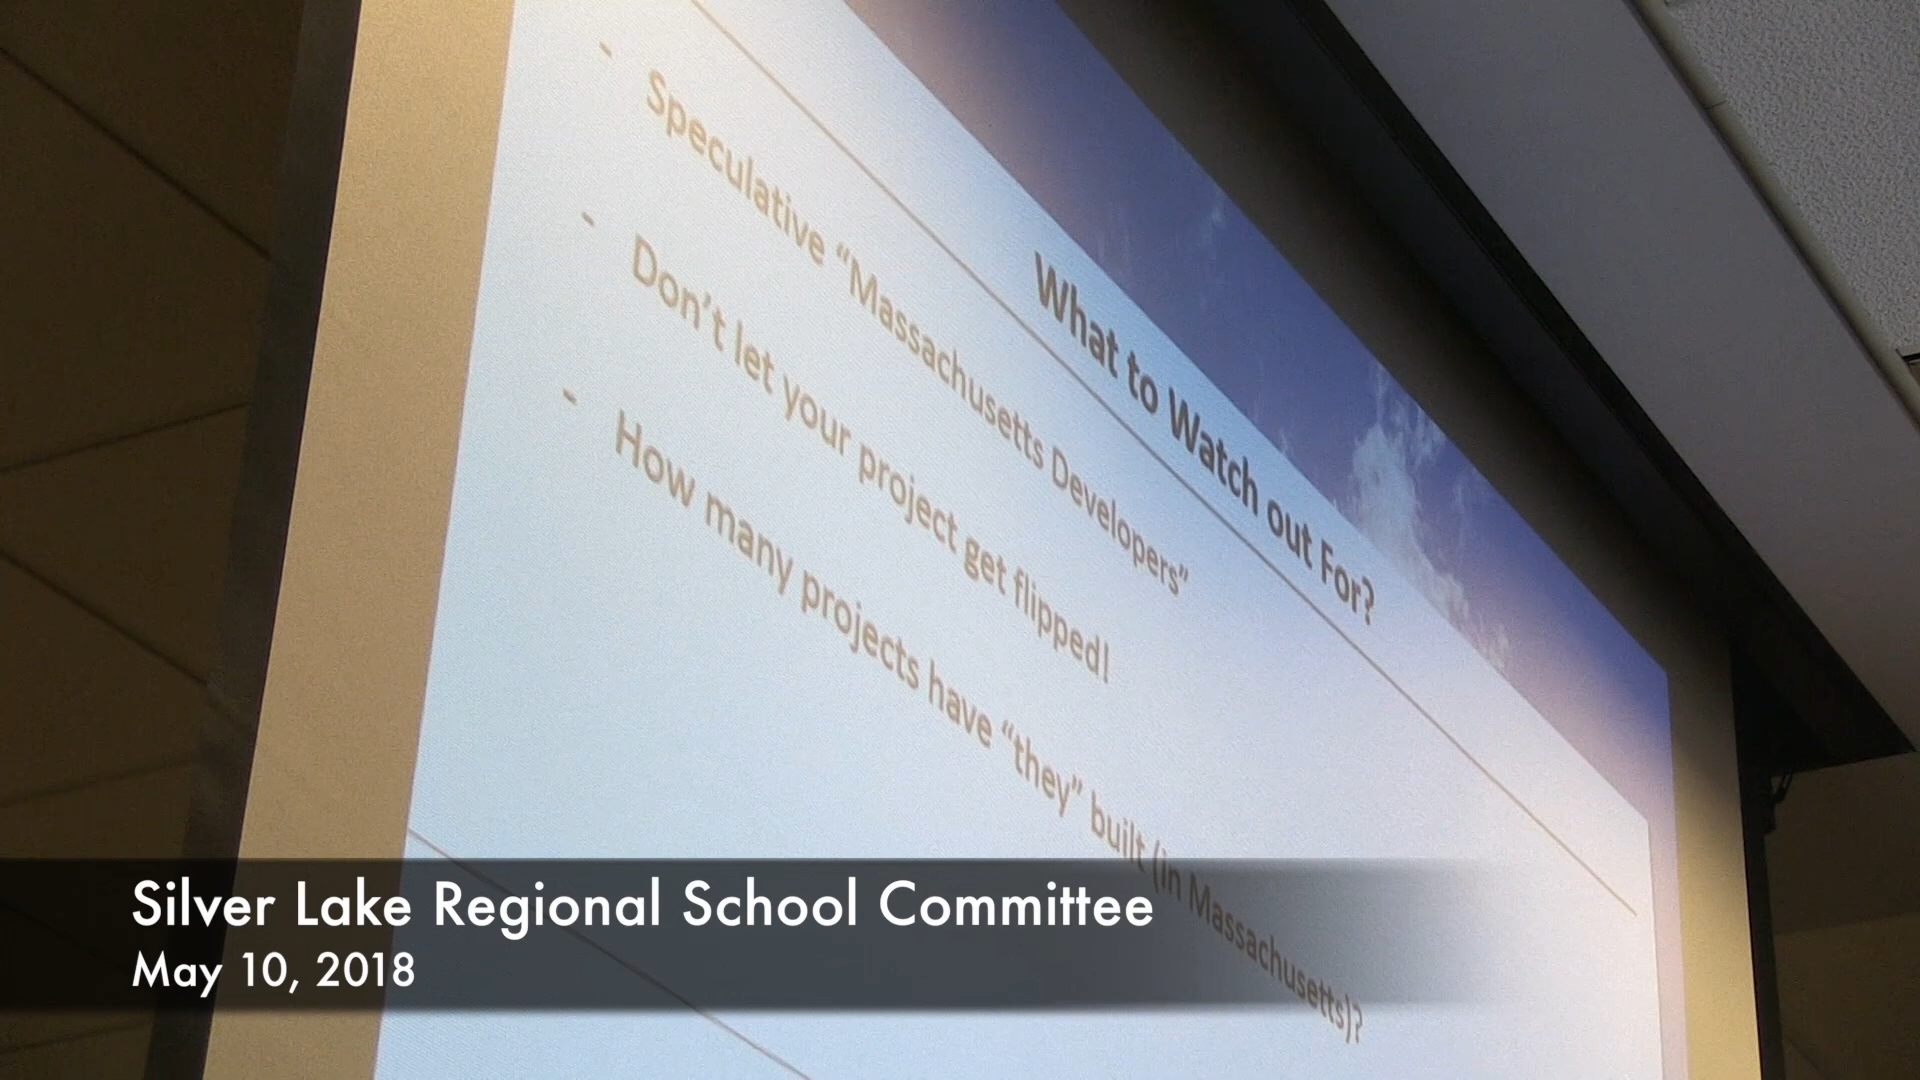 What to Watch out For?
- Speculative “Massachusetts Developers”
- Don’t let your project get flipped!
- How many projects have “they” built (in Massachusetts)?
Silver Lake Regional School Committee
May 10, 2018